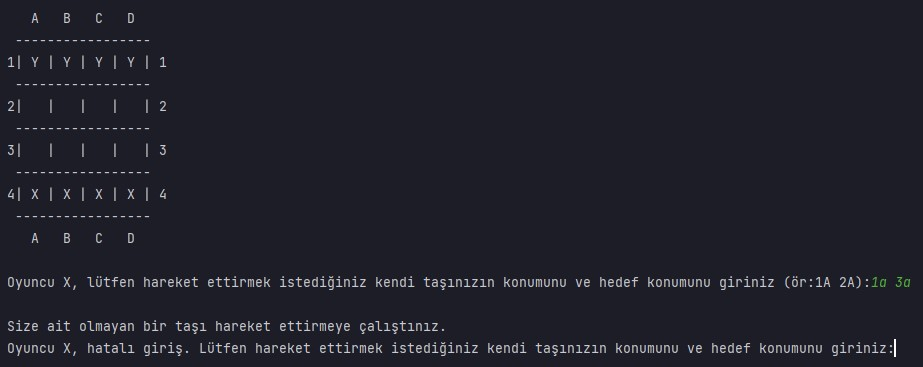 A   B   C   D
-----------------
1| Y | Y | Y | Y | 1
-----------------
2|   |   |   |   | 2
-----------------
3|   |   |   |   | 3
-----------------
4| X | X | X | X | 4
-----------------
A   B   C   D
Oyuncu X, lütfen hareket ettirmek istediğiniz kendi taşınızın konumunu ve hedef konumunu giriniz (ör:1A 2A):1a 3a
Size ait olmayan bir taşı hareket ettirmeye çalıştınız.
Oyuncu X, hatalı giriş. Lütfen hareket ettirmek istediğiniz kendi taşınızın konumunu ve hedef konumunu giriniz: